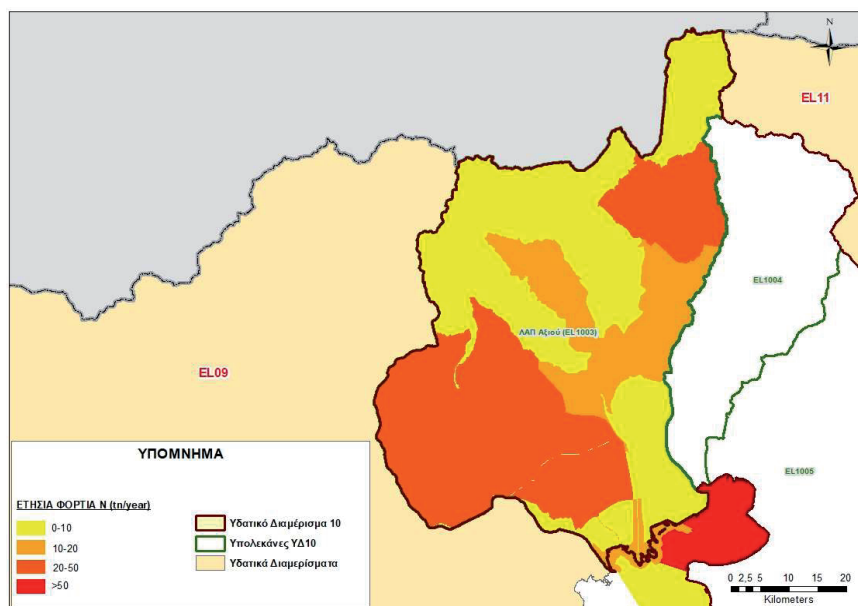 N
EL11
EL1004
ΛΑΠ Αξιού (EL1003)
EL09
EL1005
ΥΠΟΜΝΗΜΑ
ΕΤΗΣΙΑ ΦΟΡΤΙΑ Ν (tn/year)
0-10
10-20
20-50
>50
Υδατικό Διαμέρισμα 10
Υπολεκάνες ΥΔ10
Υδατικά Διαμερίσματα
0 2,5 5 10 15 20
Kilometers